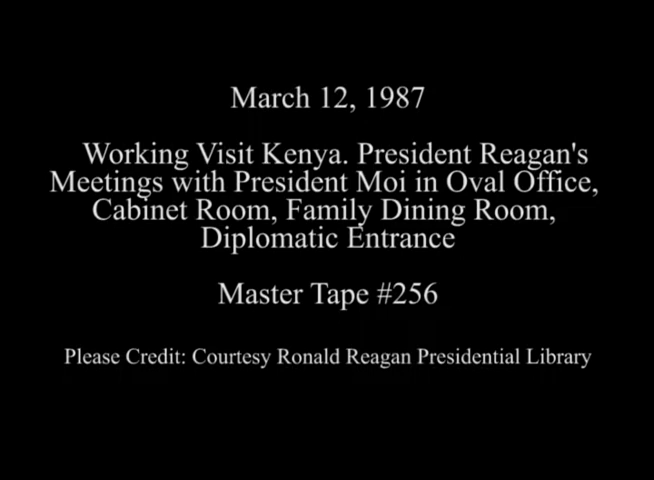 March 12, 1987
Working Visit Kenya. President Reagan's
Meetings with President Moi in Oval Office,
Cabinet Room, Family Dining Room,
Diplomatic Entrance
Master Tape #256
Please Credit: Courtesy Ronald Reagan Presidential Library